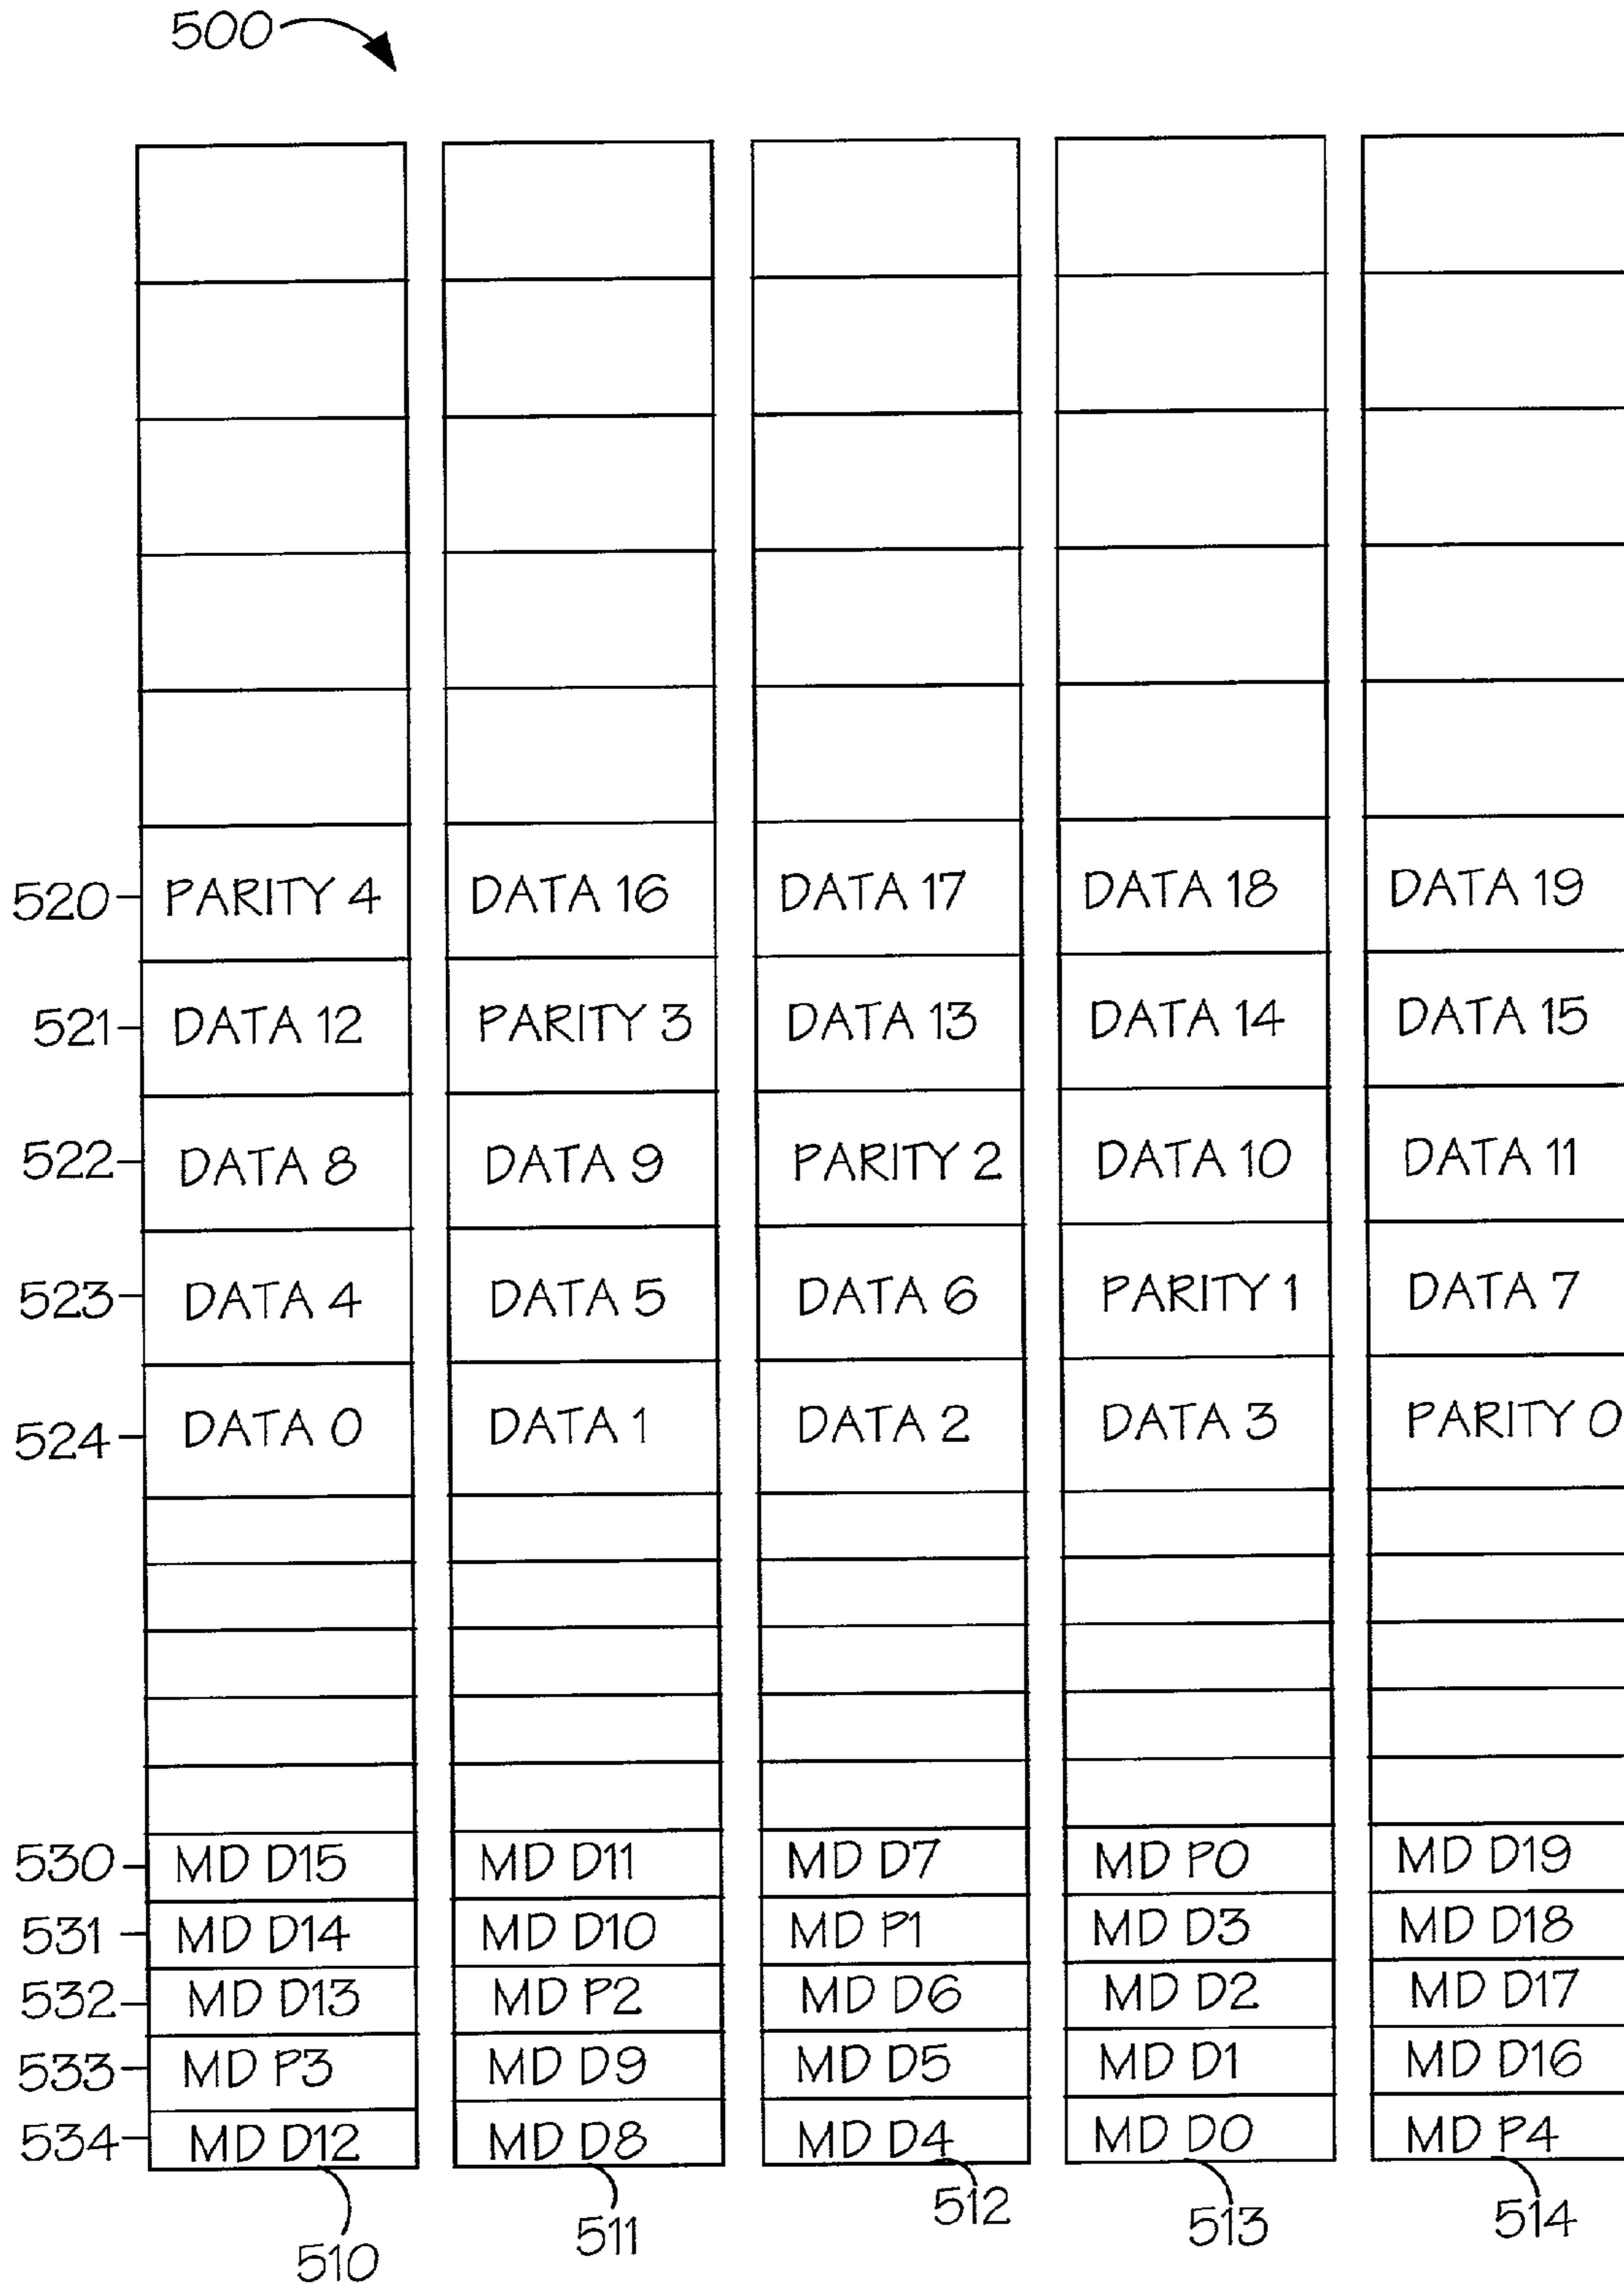 500
520 PARITY 4 DATA 16 DATA 17 DATA 18 DATA 19
521 DATA 12 PARITY 3 DATA 13 DATA 14 DATA 15
522 DATA 8 DATA 9 PARITY 2 DATA 10 DATA 11
523 DATA 4 DATA 5 DATA 6 PARITY 1 DATA 7
524 DATA 0 DATA 1 DATA 2 DATA 3 PARITY 0
530 MD D15 MD D11 MD D7 MD P0 MD D19
531 MD D14 MD D10 MD P1 MD D3 MD D18
532 MD D13 MD P2 MD D6 MD D2 MD D17
533 MD P3 MD D9 MD D5 MD D1 MD D16
534 MD D12 MD D8 MD D4 MD D0 MD P4
510 511 512 513 514